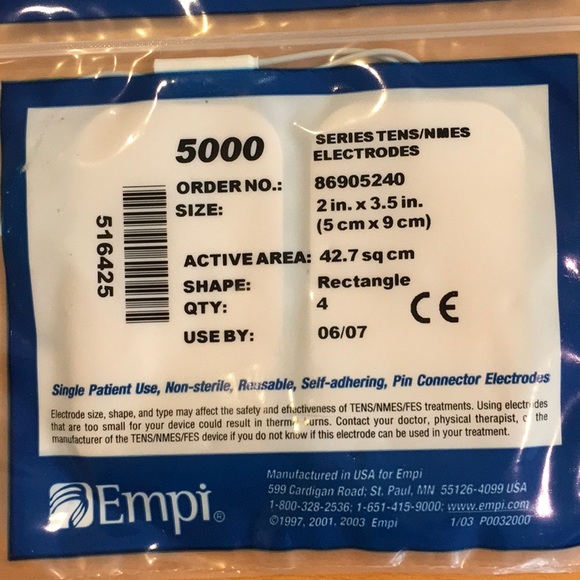 5000 SERIES TENS/NMES
ELECTRODES
ORDER NO.: 86905240
SIZE: 2 in. x 3.5 in.
(5 cm x 9 cm)
ACTIVE AREA: 42.7 sq cm
SHAPE: Rectangle
QTY: 4
CE
USE BY: 06/07
516425
Single Patient Use, Non-sterile, Reusable, Self-adhering, Pin Connector Electrodes
Electrode size, shape, and type may affect the safety and effectiveness of TENS/NMES/FES treatments. Using electrodes
that are too small for your device could result in thermal burns. Contact your doctor, physical therapist, or the
manufacturer of the TENS/NMES/FES device if you do not know if this electrode can be used in your treatment.
Empi®
Manufactured in USA for Empi
599 Cardigan Road; St. Paul, MN 55126-4099 USA
1-800-328-2536; 1-651-415-9000; www.empi.com
©1997, 2001, 2003 Empi 1/03 P0032000